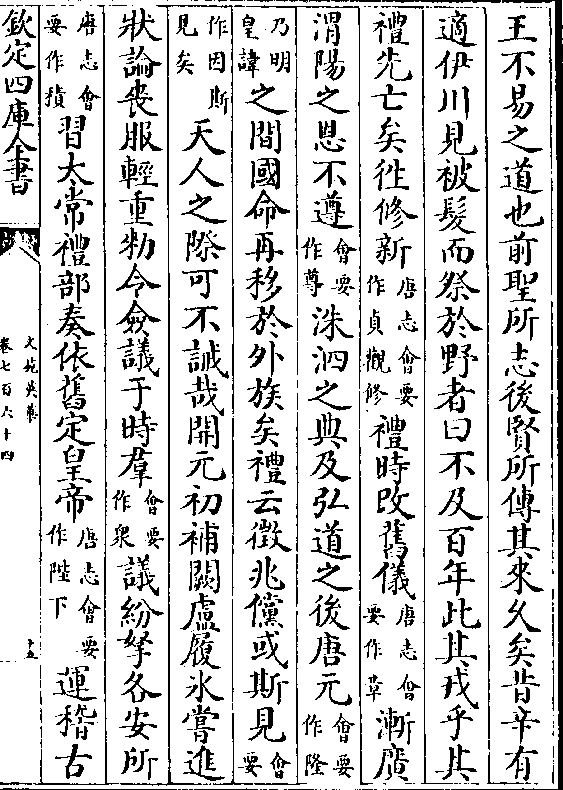 王不易之道也前聖所志後賢所傳其來久矣昔辛有
適伊川見被髮而祭於野者曰不及百年此其戎乎其
禮先亡矣徃修新唐志會要作貞觀修禮時改舊儀唐志會要作章漸廣
渭陽之恩不遵會要作尊洙泗之典及弘道之後唐元會要作隆
乃明皇諱之間國命再移於外族矣禮云徵兆儻或斯見會要
作因斯見矣天人之際可不誡哉開元初補闕盧履氷嘗進
狀論喪服輕重勑令僉議于時羣會要作衆議紛挐各安所
唐志會要作積習太常禮部奏依舊定皇帝唐志會要作陛下運稽古
欽定四庫全書
文苑英華
卷七百六十四
十五